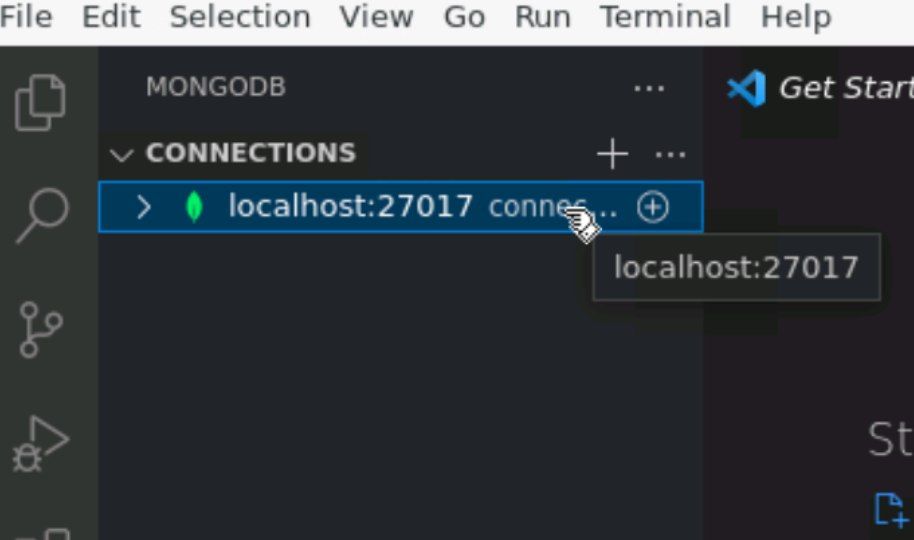 File Edit Selection View Go Run Terminal Help
MONGODB
Get Start
CONNECTIONS
localhost:27017 connec...
localhost:27017
St